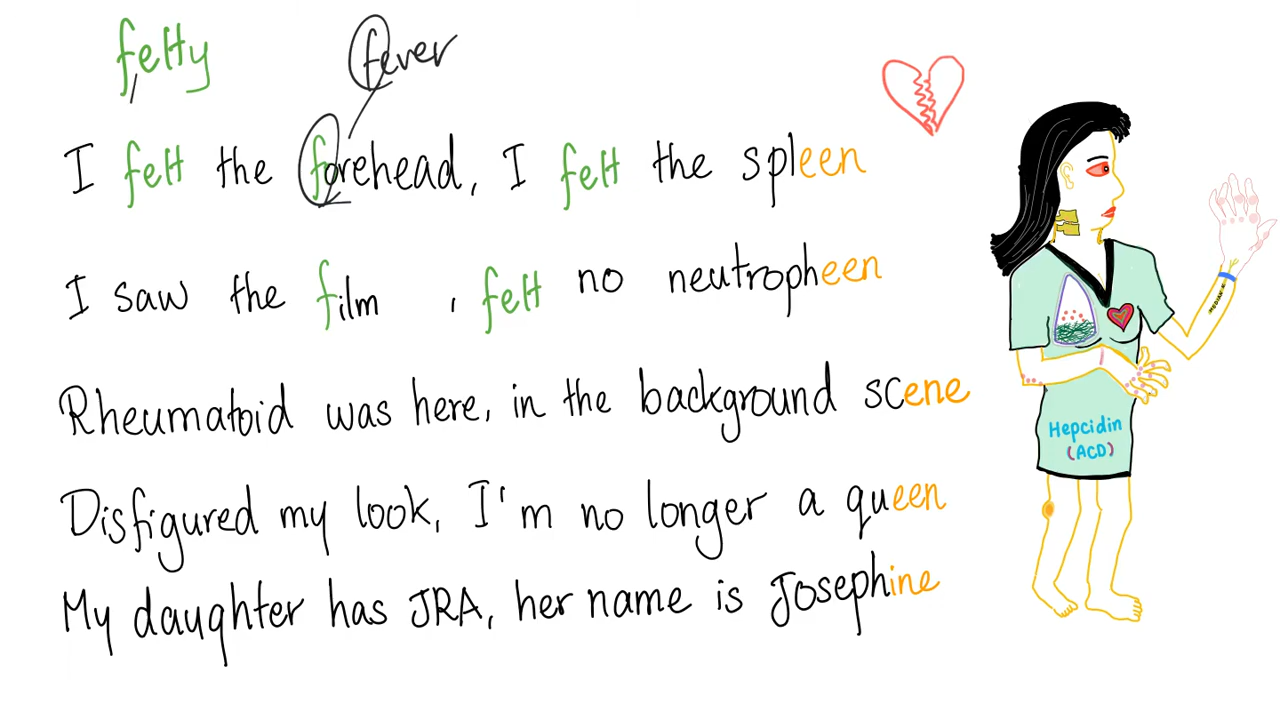 felty fever
I felt the forehead, I felt the spleen
I saw the film , felt no neutropheen
Rheumatoid was here, in the background scene
Disfigured my look, I'm no longer a queen
My daughter has JRA, her name is Josephine
MEDIAN
Hepcidin
(ACD)